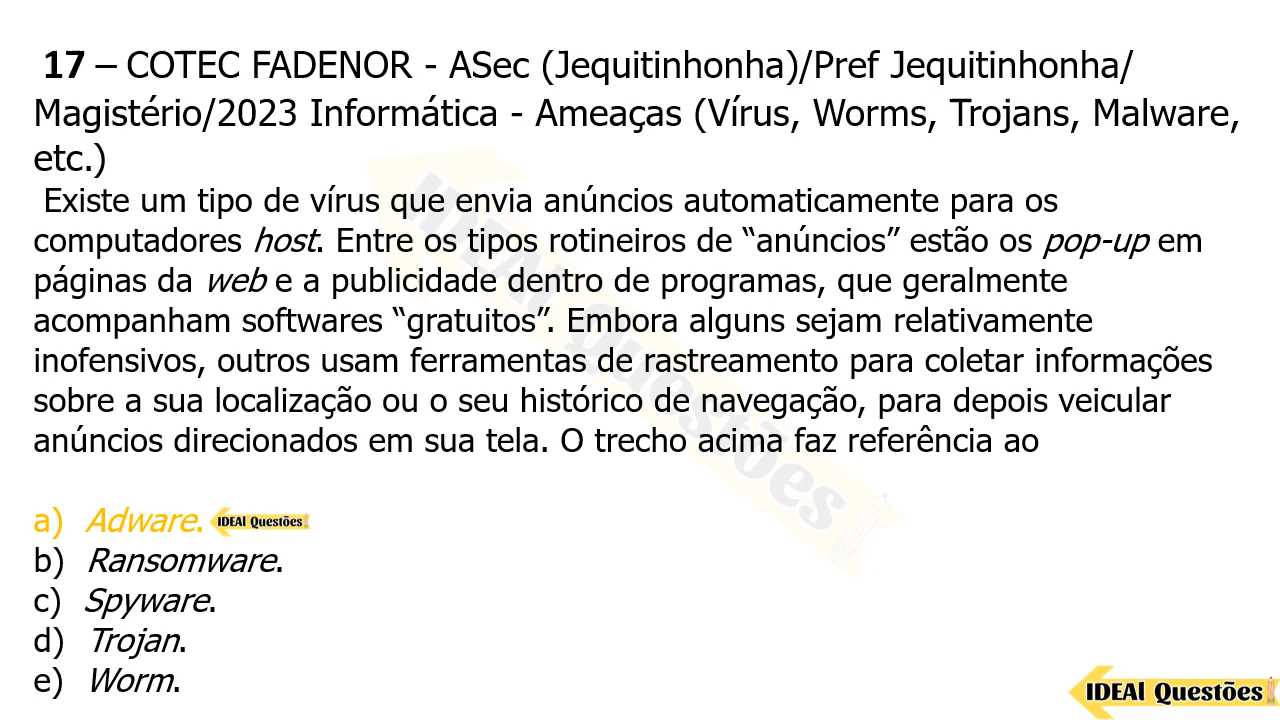 17 – COTEC FADENOR - ASec (Jequitinhonha)/Pref Jequitinhonha/
Magistério/2023 Informática - Ameaças (Vírus, Worms, Trojans, Malware,
etc.)
Existe um tipo de vírus que envia anúncios automaticamente para os
computadores host. Entre os tipos rotineiros de “anúncios” estão os pop-up em
páginas da web e a publicidade dentro de programas, que geralmente
acompanham softwares “gratuitos”. Embora alguns sejam relativamente
inofensivos, outros usam ferramentas de rastreamento para coletar informações
sobre a sua localização ou o seu histórico de navegação, para depois veicular
anúncios direcionados em sua tela. O trecho acima faz referência ao
a) Adware. IDEAl Questões
b) Ransomware.
c) Spyware.
d) Trojan.
e) Worm.
IDEAl Questões
IDEAl Questões